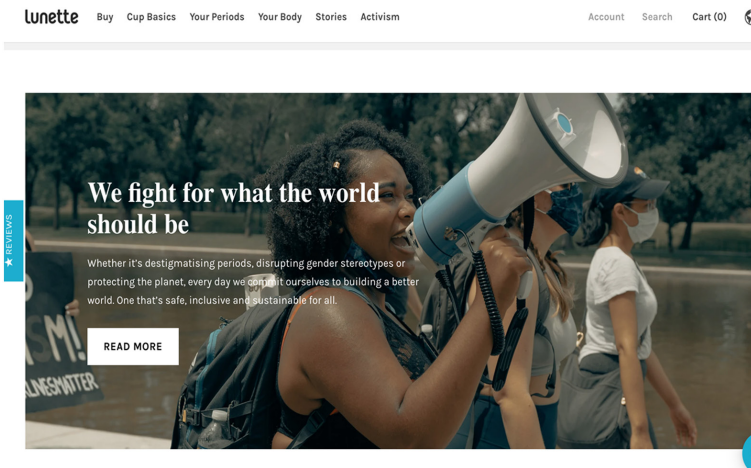 lunette
Buy Cup Basics Your Periods Your Body Stories Activism
Account Search Cart (0)
We fight for what the world
should be
Whether it's destigmatising periods, disrupting gender stereotypes or
protecting the planet, every day we commit ourselves to building a better
world. One that's safe, inclusive and sustainable for all.
READ MORE
★ REVIEWS
SM!